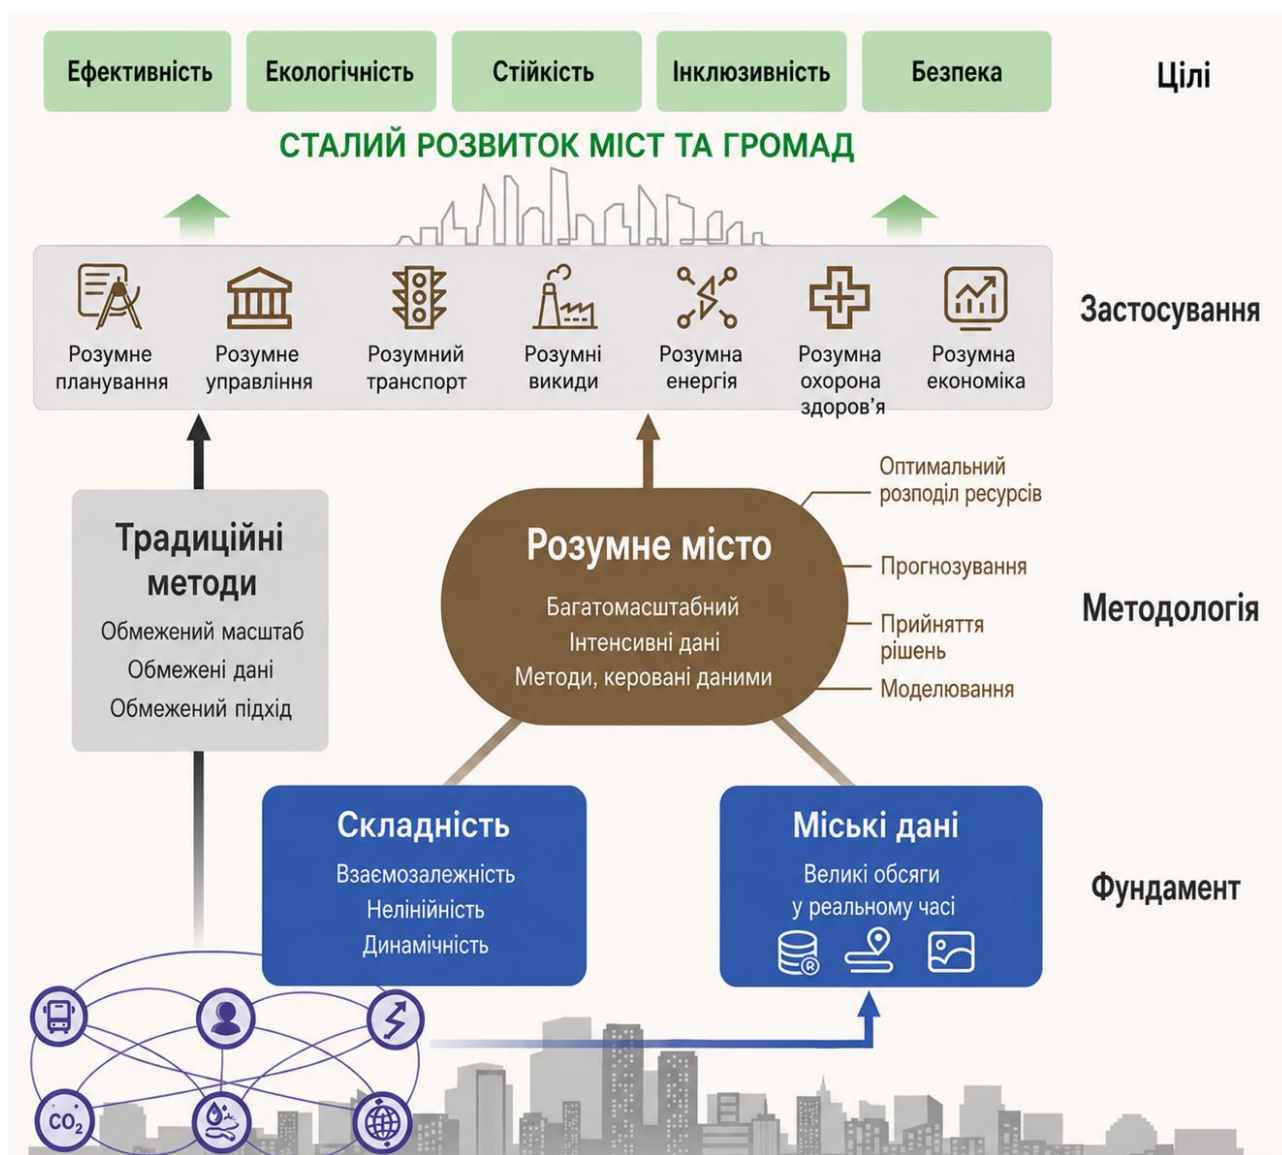 Ефективність
Екологічність
Стійкість
Інклюзивність
Безпека
Цілі
СТАЛИЙ РОЗВИТОК МІСТ ТА ГРОМАД
Розумне
планування
Розумне
управління
Розумний
транспорт
Розумні
викиди
Розумна
енергія
Розумна
охорона
здоров’я
Розумна
економіка
Застосування
Традиційні
методи
Обмежений масштаб
Обмежені дані
Обмежений підхід
Розумне місто
Багатомасштабний
Інтенсивні дані
Методи, керовані даними
Оптимальний
розподіл ресурсів
Прогнозування
Прийняття
рішень
Моделювання
Методологія
Складність
Взаємозалежність
Нелінійність
Динамічність
Міські дані
Великі обсяги
у реальному часі
R
Фундамент
CO₂